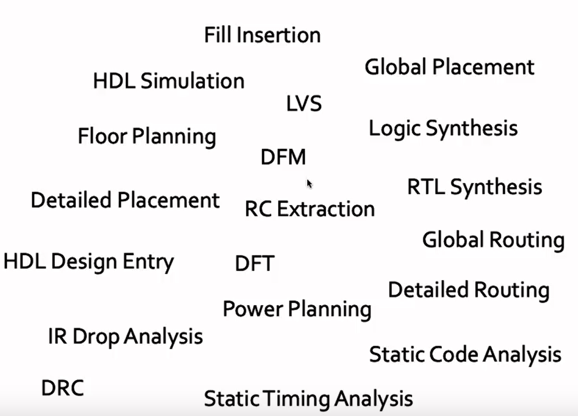 Fill Insertion
Global Placement
HDL Simulation
LVS
Logic Synthesis
Floor Planning
DFM
RTL Synthesis
Detailed Placement
RC Extraction
Global Routing
HDL Design Entry
DFT
Detailed Routing
Power Planning
IR Drop Analysis
Static Code Analysis
DRC
Static Timing Analysis